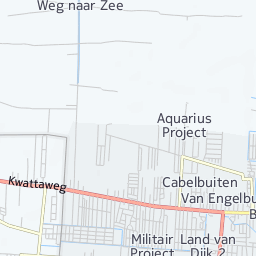 Weg naar Zee
Aquarius
Project
Kwattaweg
Cabelbuiten
Van Engelbu
B
Militair
Project
Land van
Dijk 2